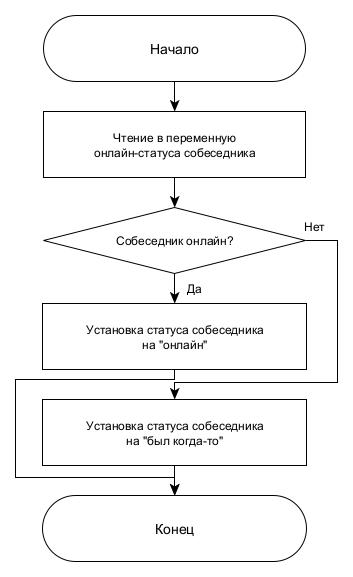 Начало
Чтение в переменную
онлайн-статуса собеседника
Собеседник онлайн?
Нет
Да
Установка статуса собеседника
на "онлайн"
Установка статуса собеседника
на "был когда-то"
Конец